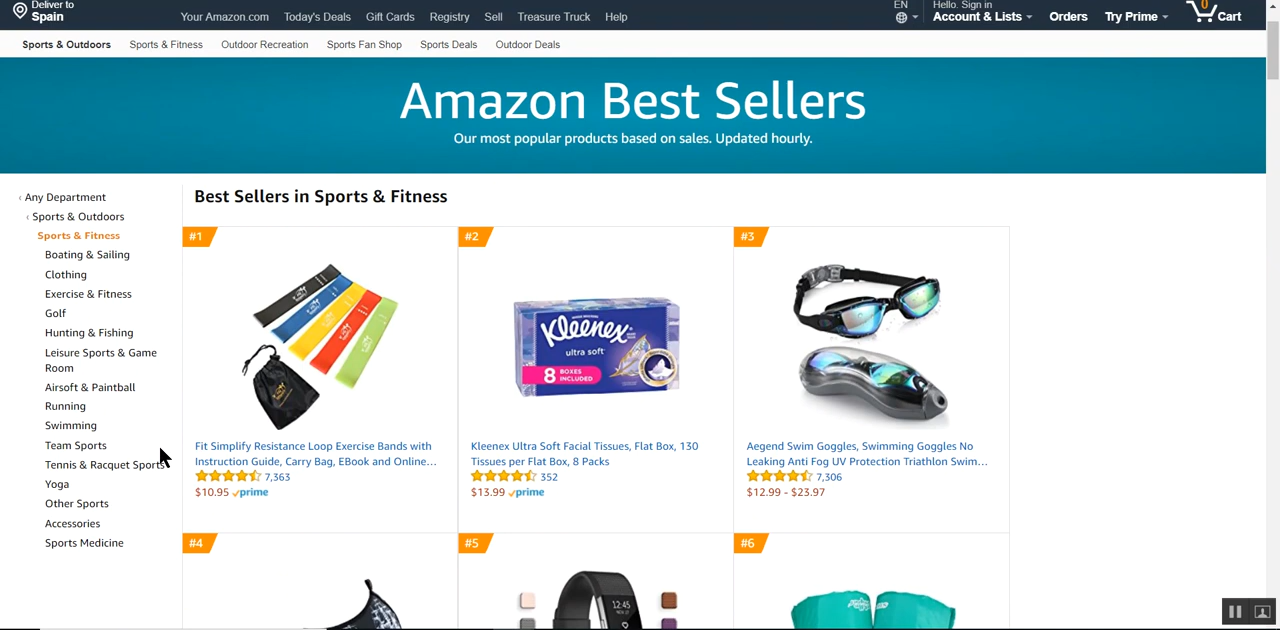 Deliver to
Spain
Your Amazon.com Today's Deals Gift Cards Registry Sell Treasure Truck Help
EN
Hello. Sign in
Account & Lists
Orders
Try Prime
0
Cart
Sports & Outdoors Sports & Fitness Outdoor Recreation Sports Fan Shop Sports Deals Outdoor Deals
Amazon Best Sellers
Our most popular products based on sales. Updated hourly.
‹ Any Department
‹ Sports & Outdoors
Sports & Fitness
Boating & Sailing
Clothing
Exercise & Fitness
Golf
Hunting & Fishing
Leisure Sports & Game
Room
Airsoft & Paintball
Running
Swimming
Team Sports
Tennis & Racquet Sports
Yoga
Other Sports
Accessories
Sports Medicine
Best Sellers in Sports & Fitness
#1
Fit Simplify Resistance Loop Exercise Bands with
Instruction Guide, Carry Bag, EBook and Online...
7,363
$10.95 prime
#2
Kleenex
ultra soft
8 BOXES
INCLUDED
Kleenex Ultra Soft Facial Tissues, Flat Box, 130
Tissues per Flat Box, 8 Packs
352
$13.99 prime
#3
Aegend Swim Goggles, Swimming Goggles No
Leaking Anti Fog UV Protection Triathlon Swim...
7,306
$12.99 - $23.97
#4
#5
12:45
#6